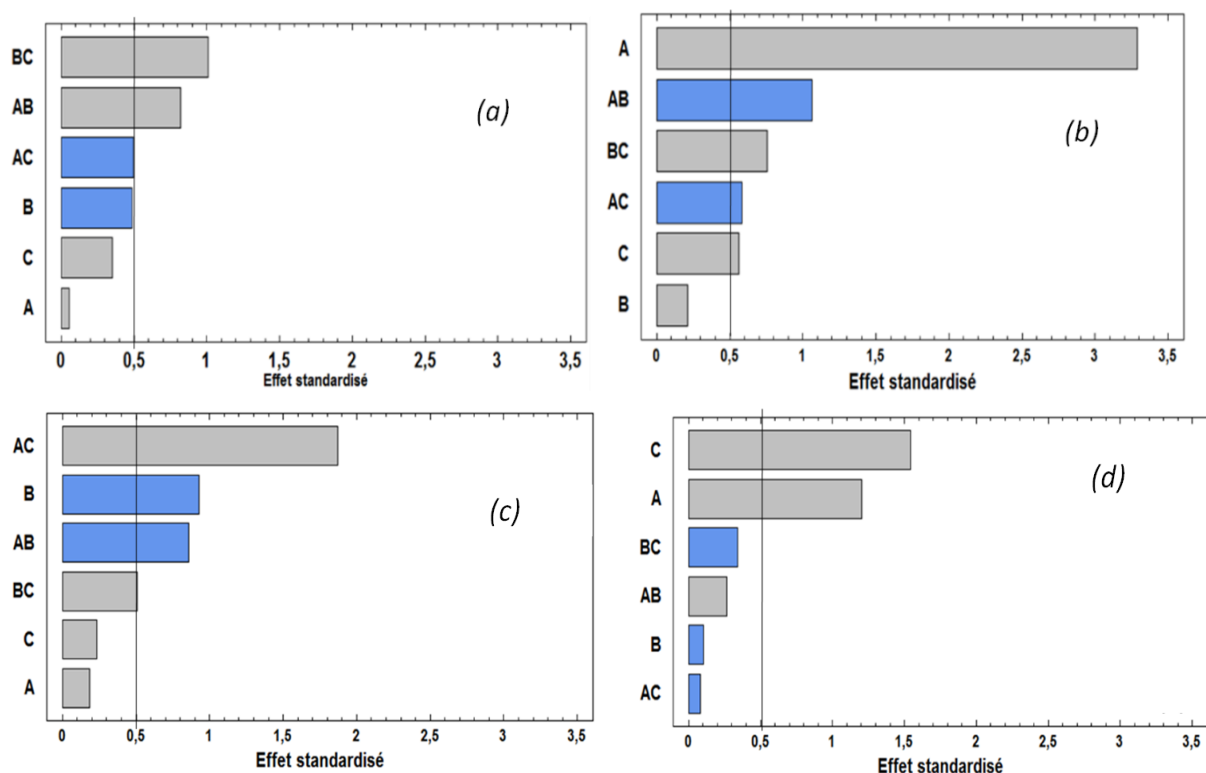 BC
AB
AC
B
C
A
(a)
0 0,5 1 1,5 2 2,5 3 3,5
Effet standardisé
A
AB
BC
AC
C
B
(b)
0 0,5 1 1,5 2 2,5 3 3,5
Effet standardisé
AC
B
AB
BC
C
A
(c)
0 0,5 1 1,5 2 2,5 3 3,5
Effet standardisé
C
A
BC
AB
B
AC
(d)
0 0,5 1 1,5 2 2,5 3 3,5
Effet standardisé